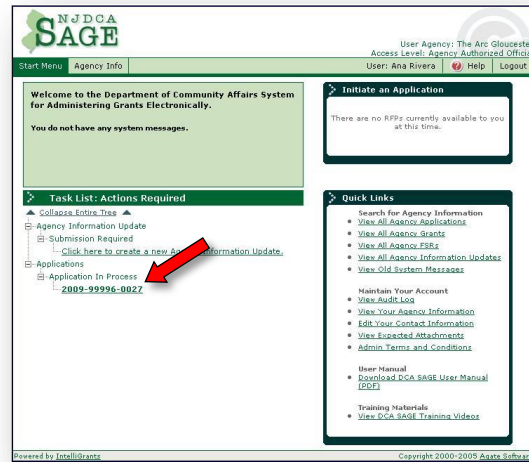 NJDCA
SAGE
User Agency: The Arc Glouceste
Access Level: Agency Authorized Officia
Start Menu Agency Info User: Ana Rivera Help Logout
Welcome to the Department of Community Affairs System
for Administering Grants Electronically.
You do not have any system messages.
Initiate an Application
There are no RFPs currently available to you
at this time.
Task List: Actions Required
Collapse Entire Tree
Agency Information Update
Submission Required
Click here to create a new Ag formation Update.
Applications
Application In Process
2009-99996-0027
Quick Links
Search for Agency Information
View All Agency Applications
View All Agency Grants
View All Agency FSRs
View All Agency Information Updates
View Old System Messages
Maintain Your Account
View Audit Log
View Your Agency Information
Edit Your Contact Information
View Expected Attachments
Admin Terms and Conditions
User Manual
Download DCA SAGE User Manual
(PDF)
Training Materials
View DCA SAGE Training Videos
Powered by IntelliGrants Copyright 2000-2005 Agate Softwar